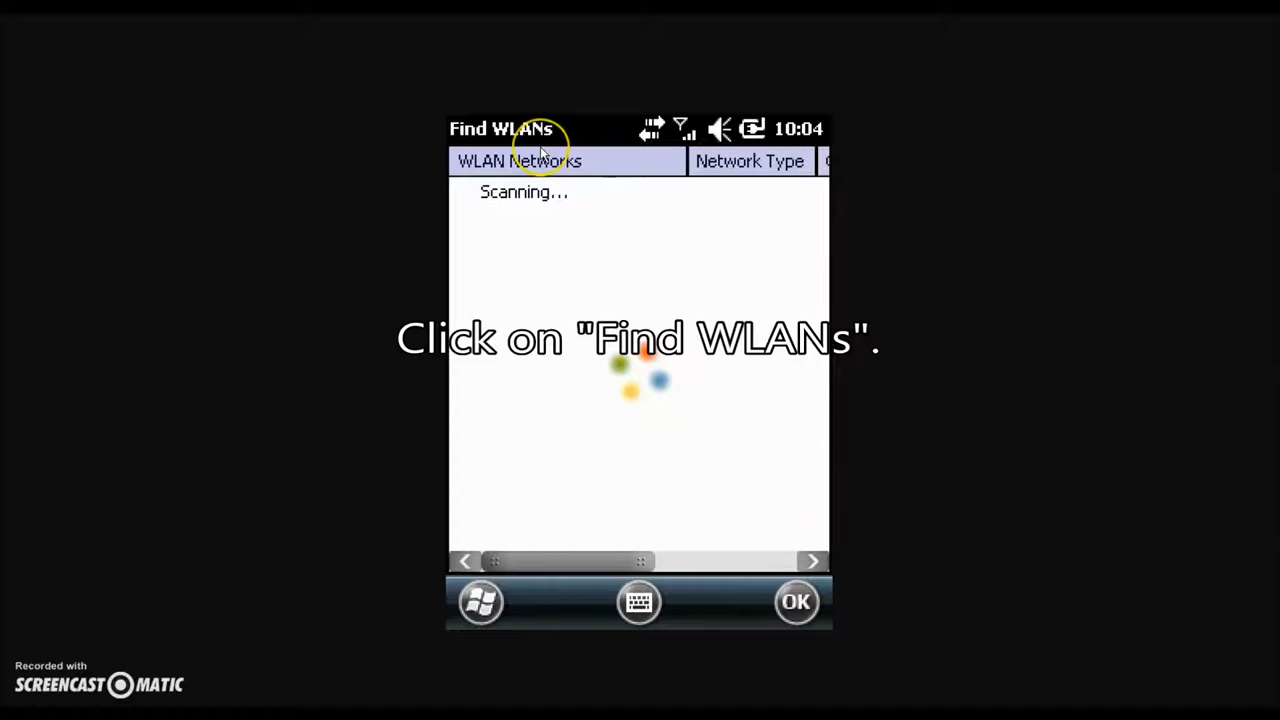 Find WLANs 10:04
WLAN Networks Network Type
Scanning...
Click on "Find WLANs".
OK
Recorded with
SCREENCAST MATIC